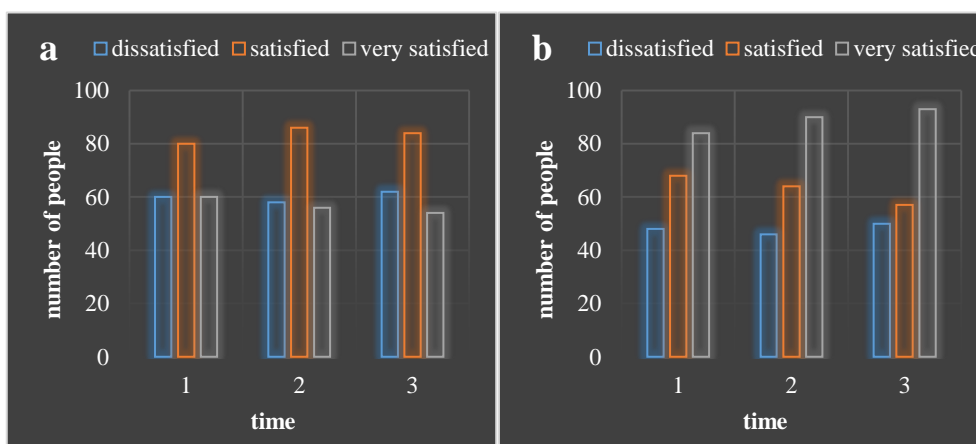 a
dissatisfied satisfied very satisfied
100
80
60
40
20
0
number of people
1 2 3
time
b
dissatisfied satisfied very satisfied
100
80
60
40
20
0
number of people
1 2 3
time